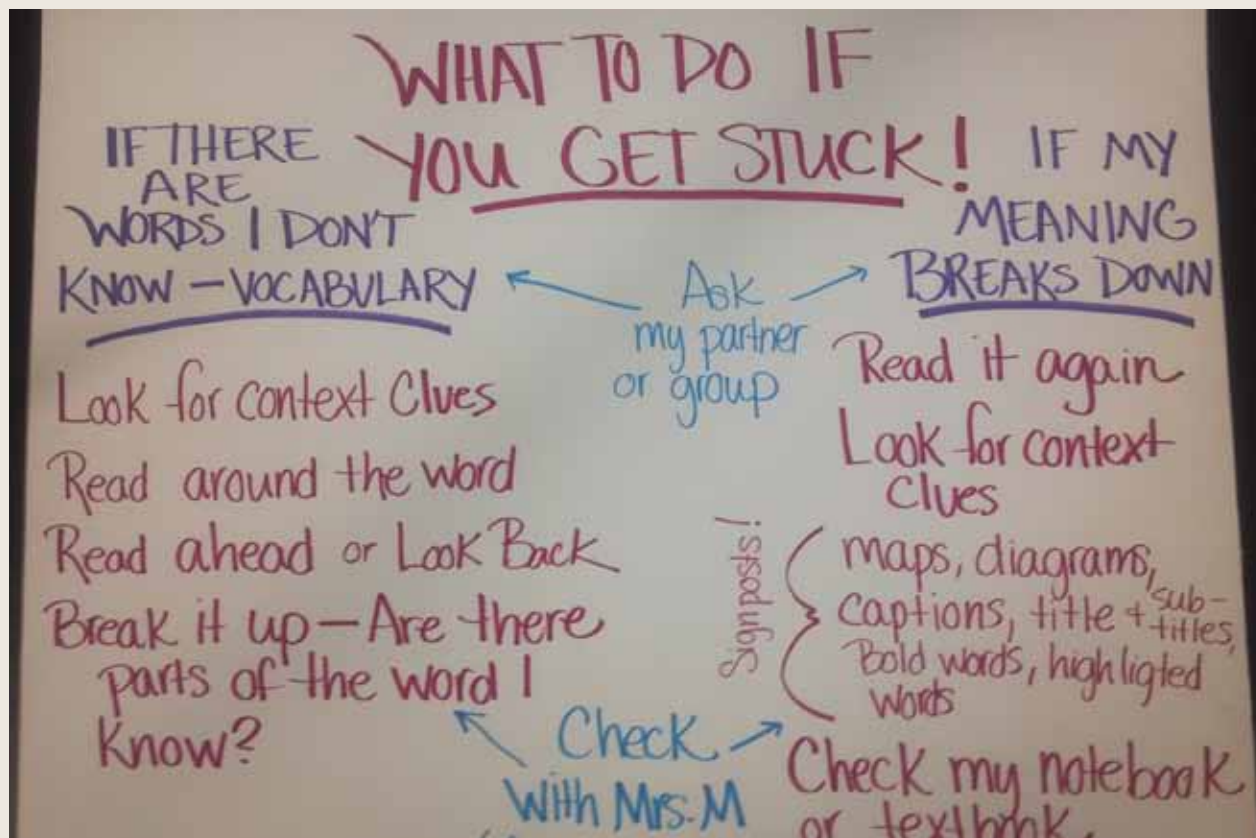 WHAT TO DO IF
YOU GET STUCK!
IF THERE
ARE
WORDS I DON'T
KNOW – VOCABULARY
Look for context Clues
Read around the word
Read ahead or Look Back
Break it up – Are there
parts of the word I
Know?
Ask
my partner
or group
Check
With Mrs. M
IF MY
MEANING
BREAKS DOWN
Read it again
Look for context
Clues
Signposts!
maps, diagrams,
captions, title + sub-
titles,
Bold words, highligted
words
Check my notebook
or textbook.